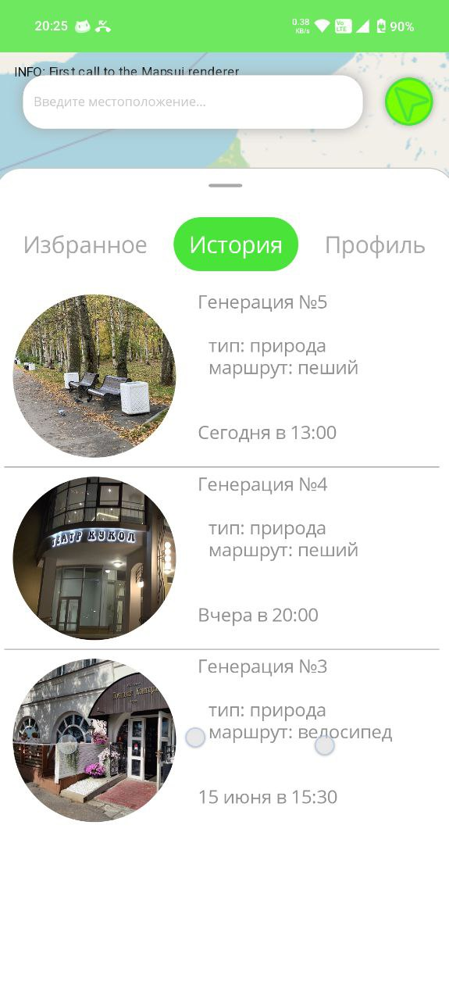 20:25
0.38
KB/s
Vo
LTE
90%
INFO: First call to the Mapsui renderer
Введите местоположение...
Избранное
История
Профиль
Генерация №5
тип: природа
маршрут: пеший
Сегодня в 13:00
ТЕАТР КУКОЛ
Генерация №4
тип: природа
маршрут: пеший
Вчера в 20:00
Генерация №3
тип: природа
маршрут: велосипед
15 июня в 15:30